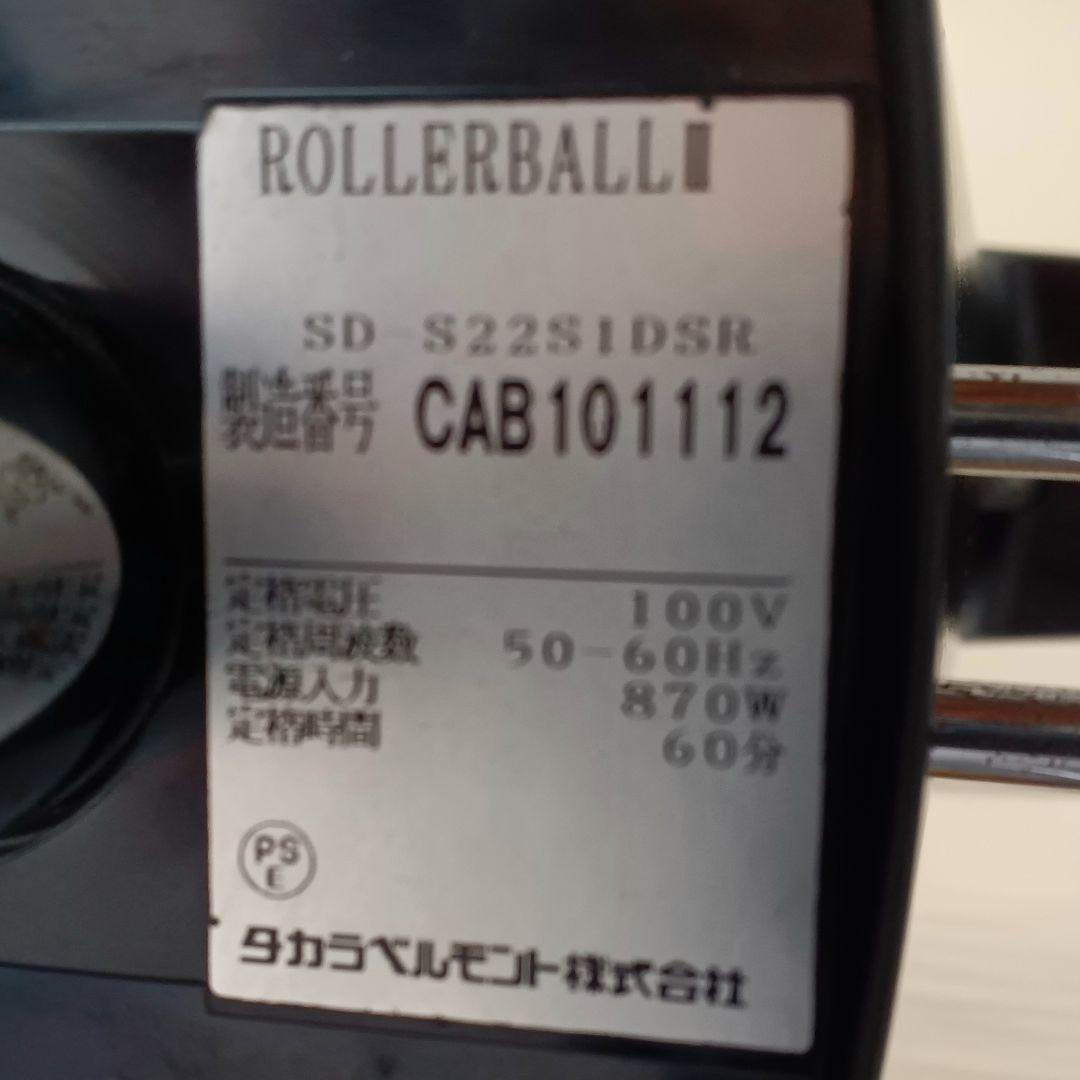 ROLLERBALLⅡ
SD-S22S1DSR
製造番号 CAB101112
定格電圧 100V
定格周波数 50-60Hz
電源入力 870W
定格時間 60分
PS
E
タカラベルモント株式会社